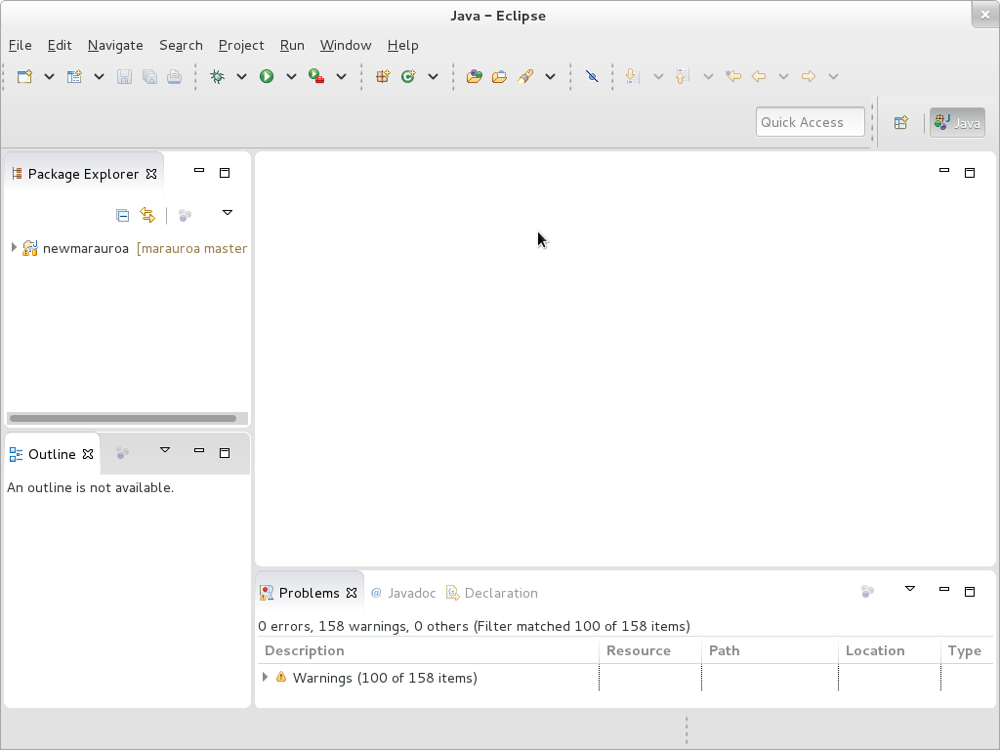 Java – Eclipse
File Edit Navigate Search Project Run Window Help
Quick Access
Java
Package Explorer
newmarauroa [marauroa master
Outline
An outline is not available.
Problems @ Javadoc Declaration
0 errors, 158 warnings, 0 others (Filter matched 100 of 158 items)
Description Resource Path Location Type
Warnings (100 of 158 items)